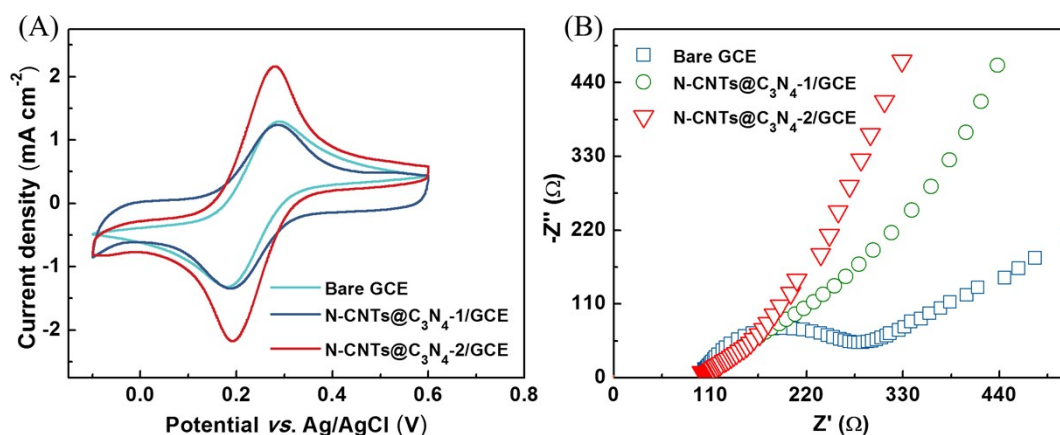 (A)
Current density (mA cm⁻²)
2
1
0
-1
-2
Bare GCE
N-CNTs@C₃N₄-1/GCE
N-CNTs@C₃N₄-2/GCE
0.0 0.2 0.4 0.6
Potential vs. Ag/AgCl (V)
(B)
Bare GCE
N-CNTs@C₃N₄-1/GCE
N-CNTs@C₃N₄-2/GCE
-Z'' (Ω)
440
330
220
110
0
0 110 220 330 440
Z' (Ω)